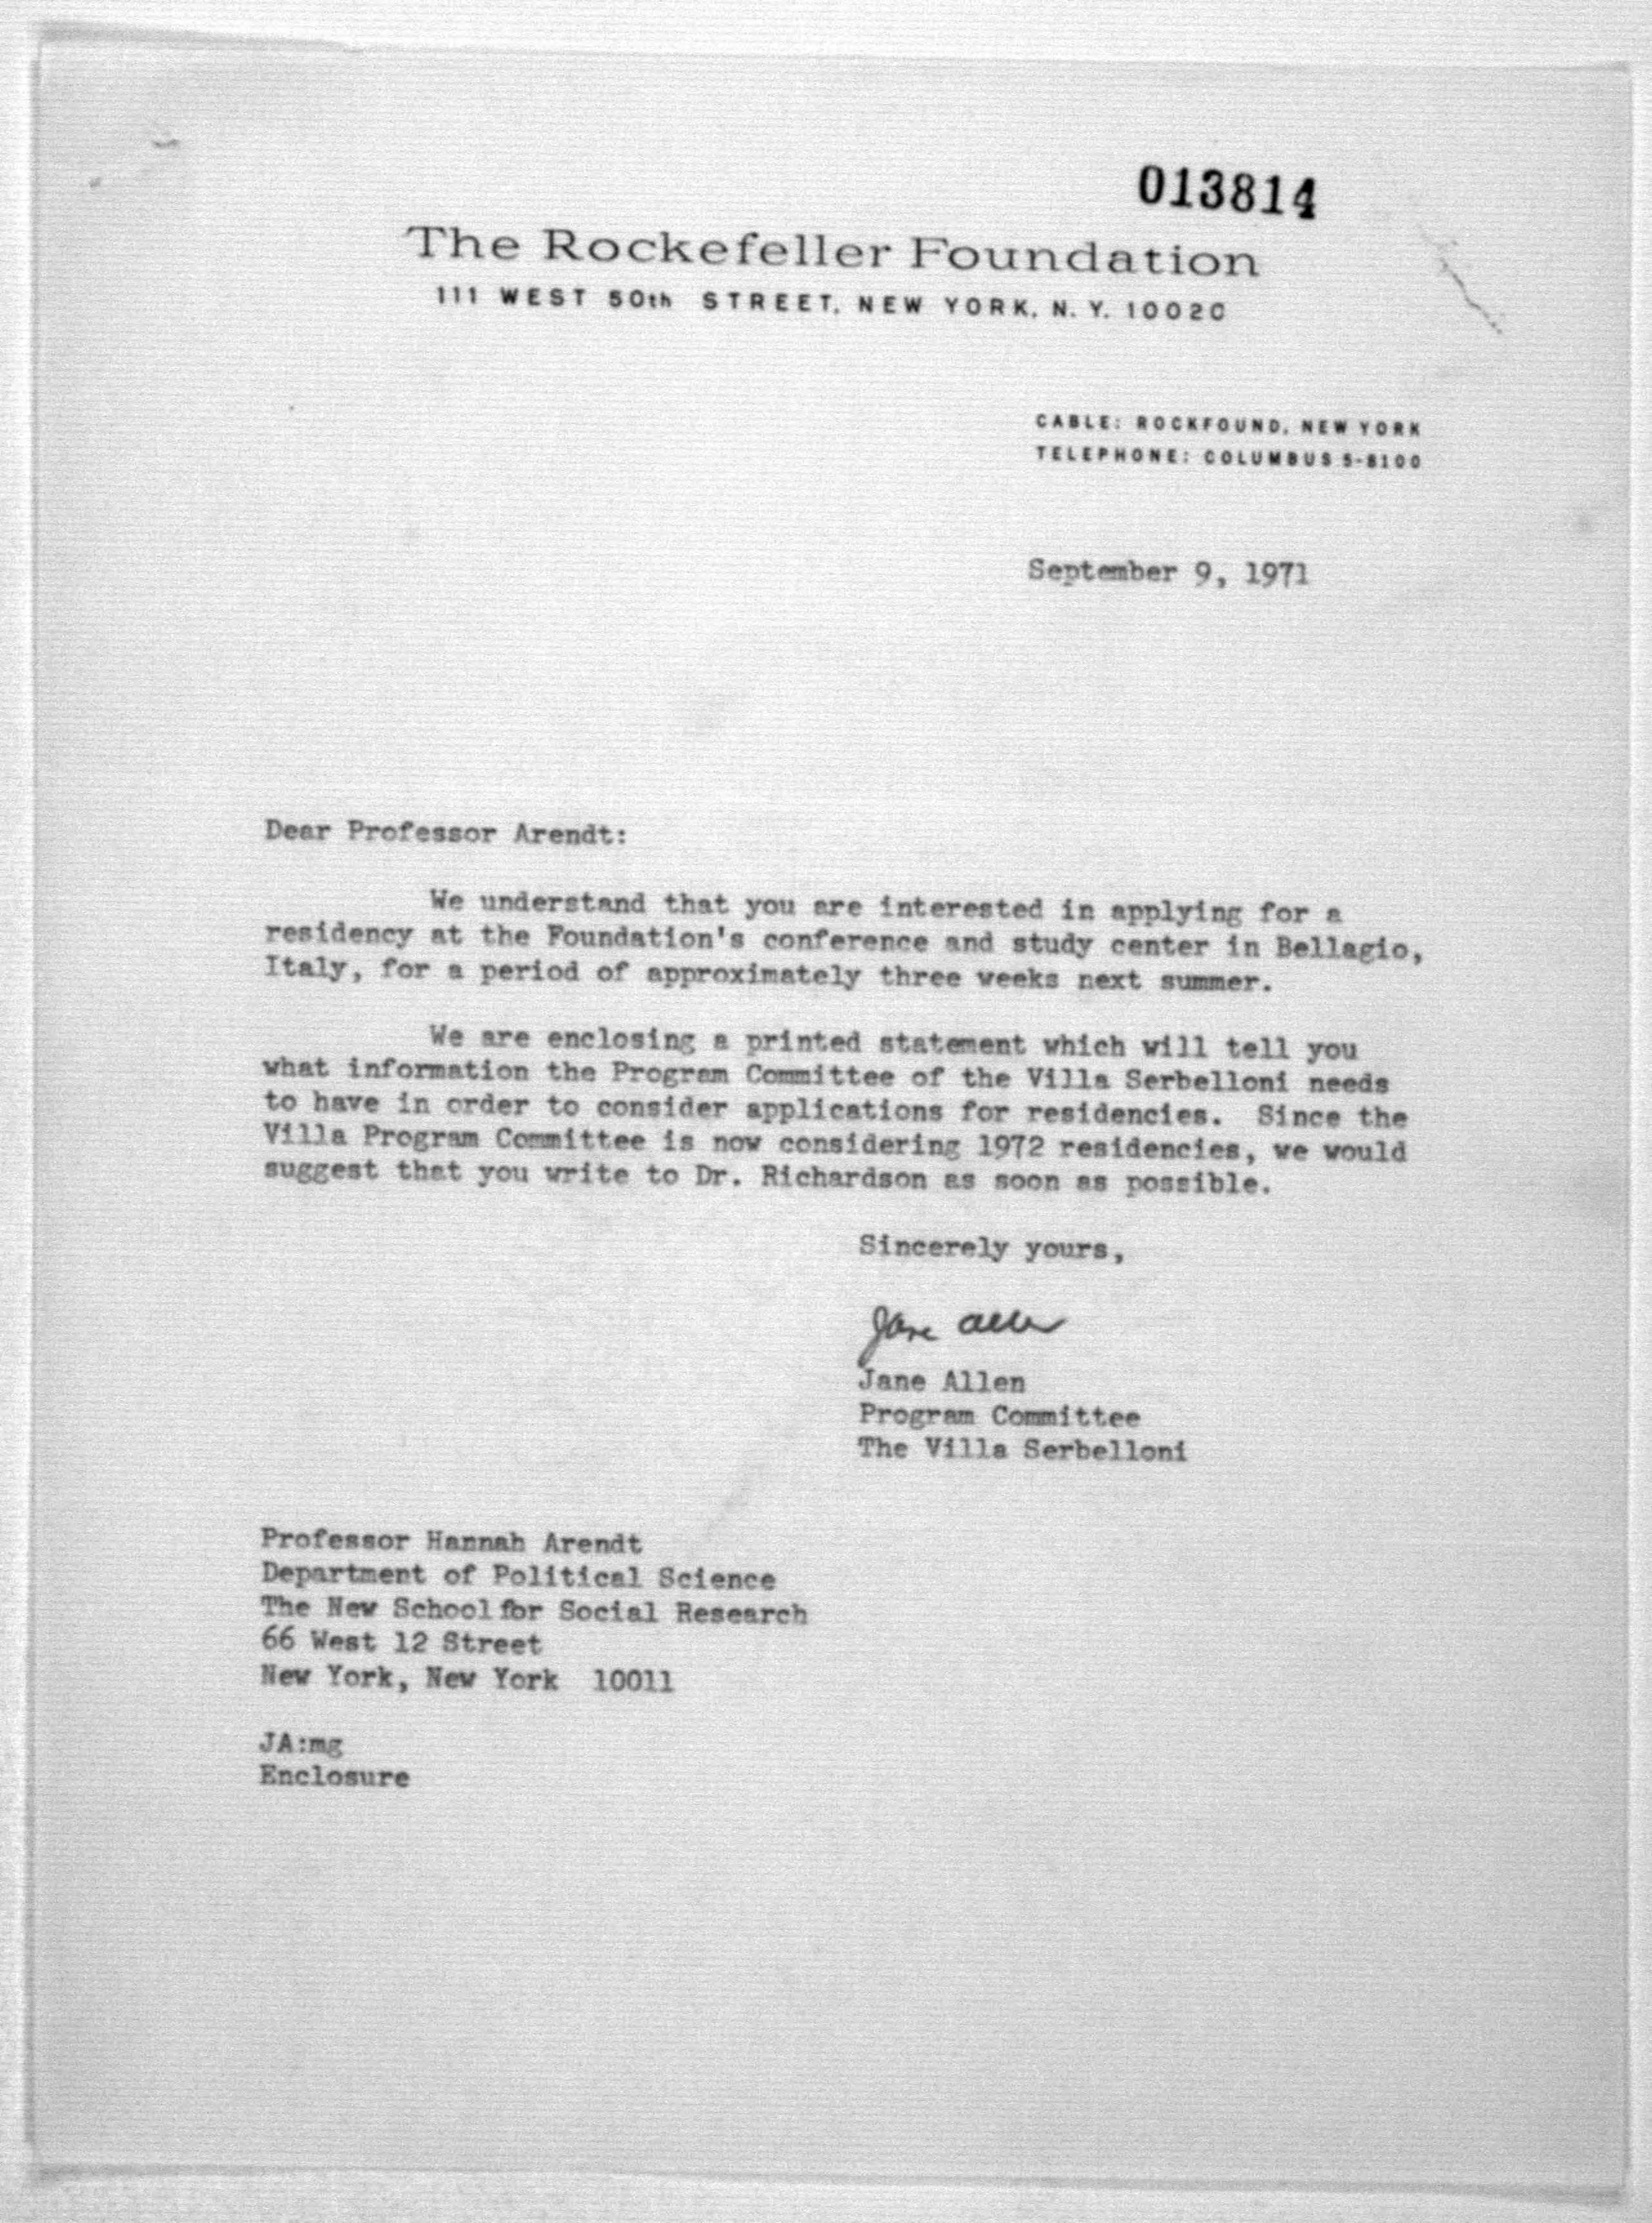 013814
The Rockefeller Foundation
111 WEST 50th STREET, NEW YORK, N. Y. 10020
CABLE: ROCKFOUND, NEW YORK
TELEPHONE: COLUMBUS 5-8100
September 9, 1971
Dear Professor Arendt:
We understand that you are interested in applying for a
residency at the Foundation's conference and study center in Bellagio,
Italy, for a period of approximately three weeks next summer.
We are enclosing a printed statement which will tell you
what information the Program Committee of the Villa Serbelloni needs
to have in order to consider applications for residencies. Since the
Villa Program Committee is now considering 1972 residencies, we would
suggest that you write to Dr. Richardson as soon as possible.
Sincerely yours,
Jane Allen
Jane Allen
Program Committee
The Villa Serbelloni
Professor Hannah Arendt
Department of Political Science
The New School for Social Research
66 West 12 Street
New York, New York 10011
JA:mg
Enclosure